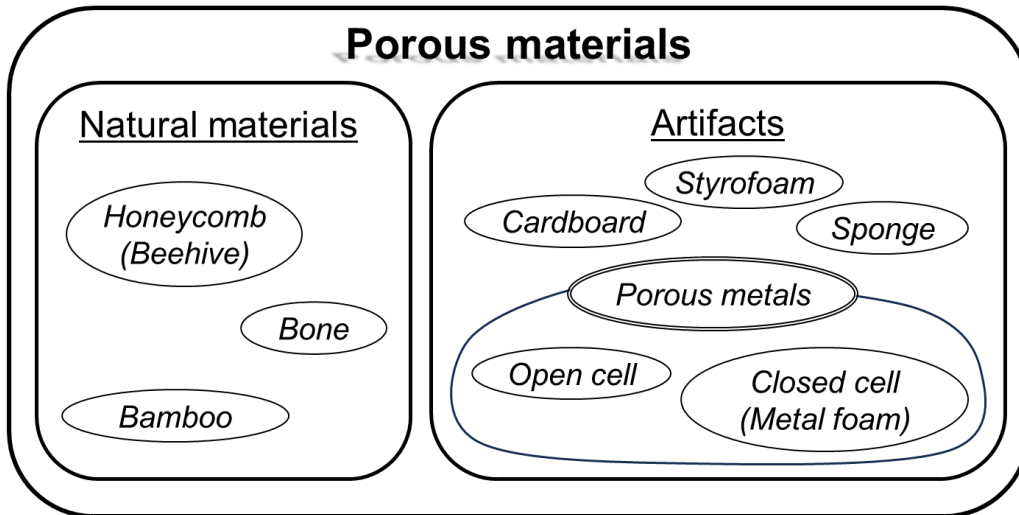 Porous materials
Natural materials
Honeycomb
(Beehive)
Bone
Bamboo
Artifacts
Styrofoam
Cardboard
Sponge
Porous metals
Open cell
Closed cell
(Metal foam)